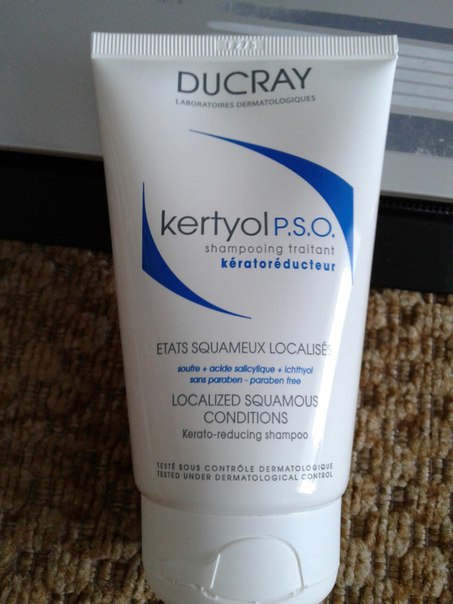 DUCRAY
LABORATOIRES DERMATOLOGIQUES
kertyol P.S.O.
shampooing traitant
kératoréducteur
ETATS SQUAMEUX LOCALISÉS
soufre + acide salicylique + ichthyol
sans paraben - paraben free
LOCALIZED SQUAMOUS
CONDITIONS
Kerato-reducing shampoo
TESTÉ SOUS CONTRÔLE DERMATOLOGIQUE
TESTED UNDER DERMATOLOGICAL CONTROL